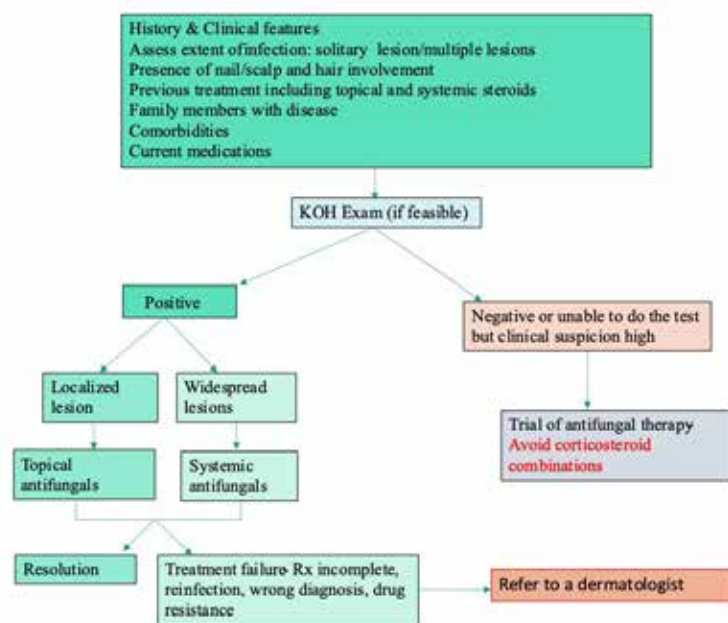 History & Clinical features
Assess extent of infection: solitary lesion/multiple lesions
Presence of nail/scalp and hair involvement
Previous treatment including topical and systemic steroids
Family members with disease
Comorbidities
Current medications
KOH Exam (if feasible)
Positive
Negative or unable to do the test
but clinical suspicion high
Localized
lesion
Widespread
lesions
Trial of antifungal therapy
Avoid corticosteroid
combinations
Topical
antifungals
Systemic
antifungals
Resolution
Treatment failure- Rx incomplete,
reinfection, wrong diagnosis, drug
resistance
Refer to a dermatologist